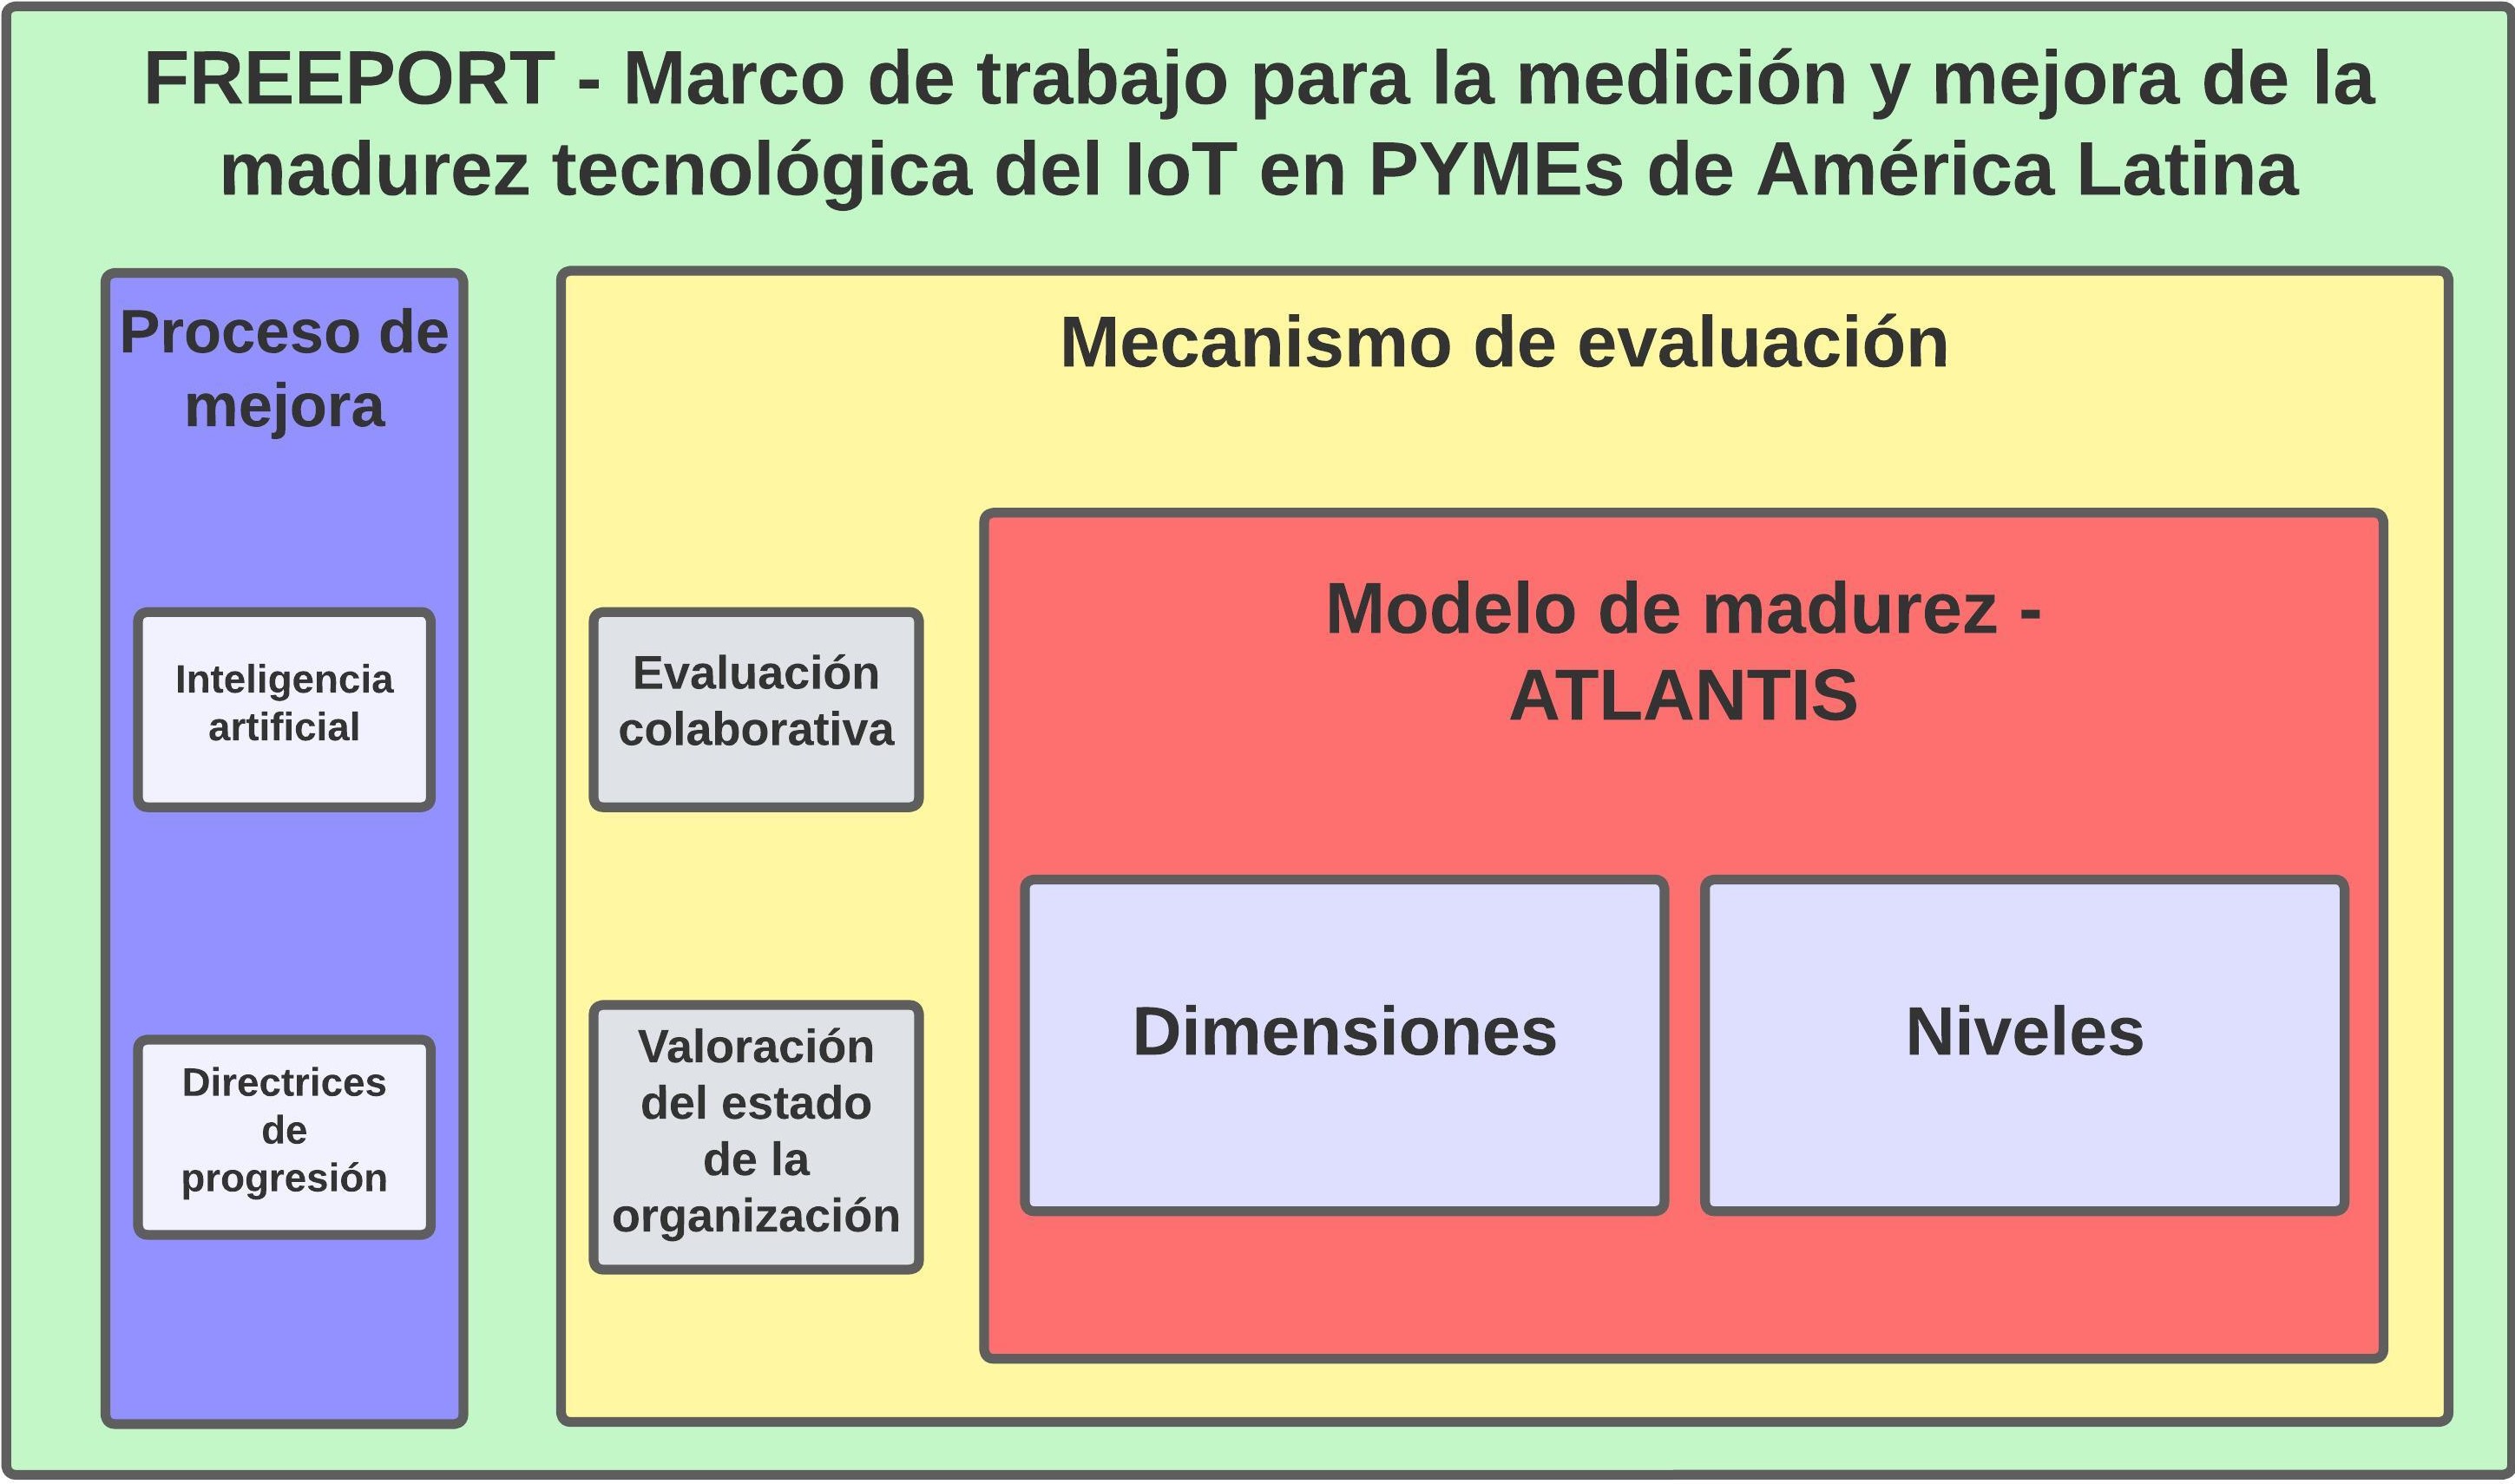 FREEPORT - Marco de trabajo para la medición y mejora de la
madurez tecnológica del IoT en PYMEs de América Latina
Proceso de
mejora
Inteligencia
artificial
Directrices
de
progresión
Mecanismo de evaluación
Evaluación
colaborativa
Valoración
del estado
de la
organización
Modelo de madurez -
ATLANTIS
Dimensiones
Niveles